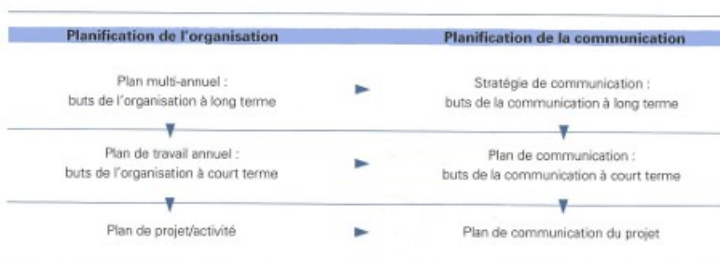 Planification de l'organisation
Planification de la communication
Plan multi-annuel :
buts de l'organisation à long terme
Stratégie de communication :
buts de la communication à long terme
Plan de travail annuel :
buts de l'organisation à court terme
Plan de communication :
buts de la communication à court terme
Plan de projet/activité
Plan de communication du projet